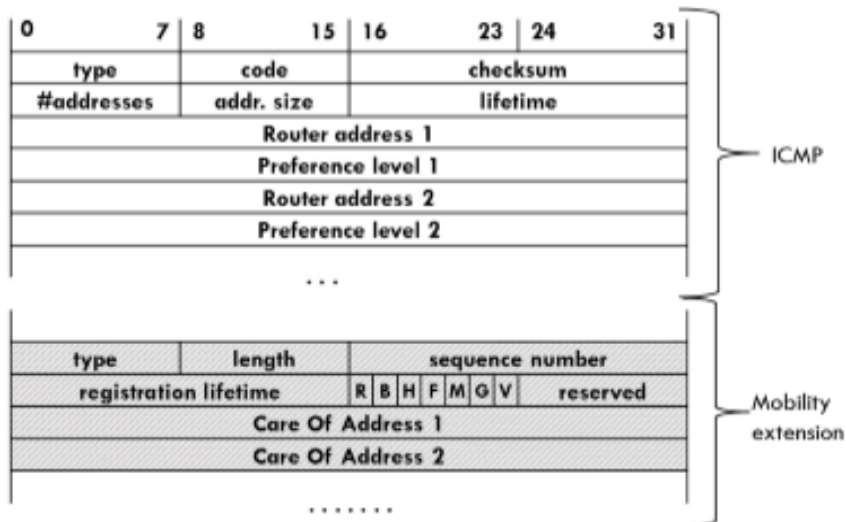 0 7 8 15 16 23 24 31
type code checksum
#addresses addr. size lifetime
Router address 1
Preference level 1
Router address 2
Preference level 2
. . .
ICMP
type length sequence number
registration lifetime R B H F M G V reserved
Care Of Address 1
Care Of Address 2
. . . . . . .
Mobility
extension